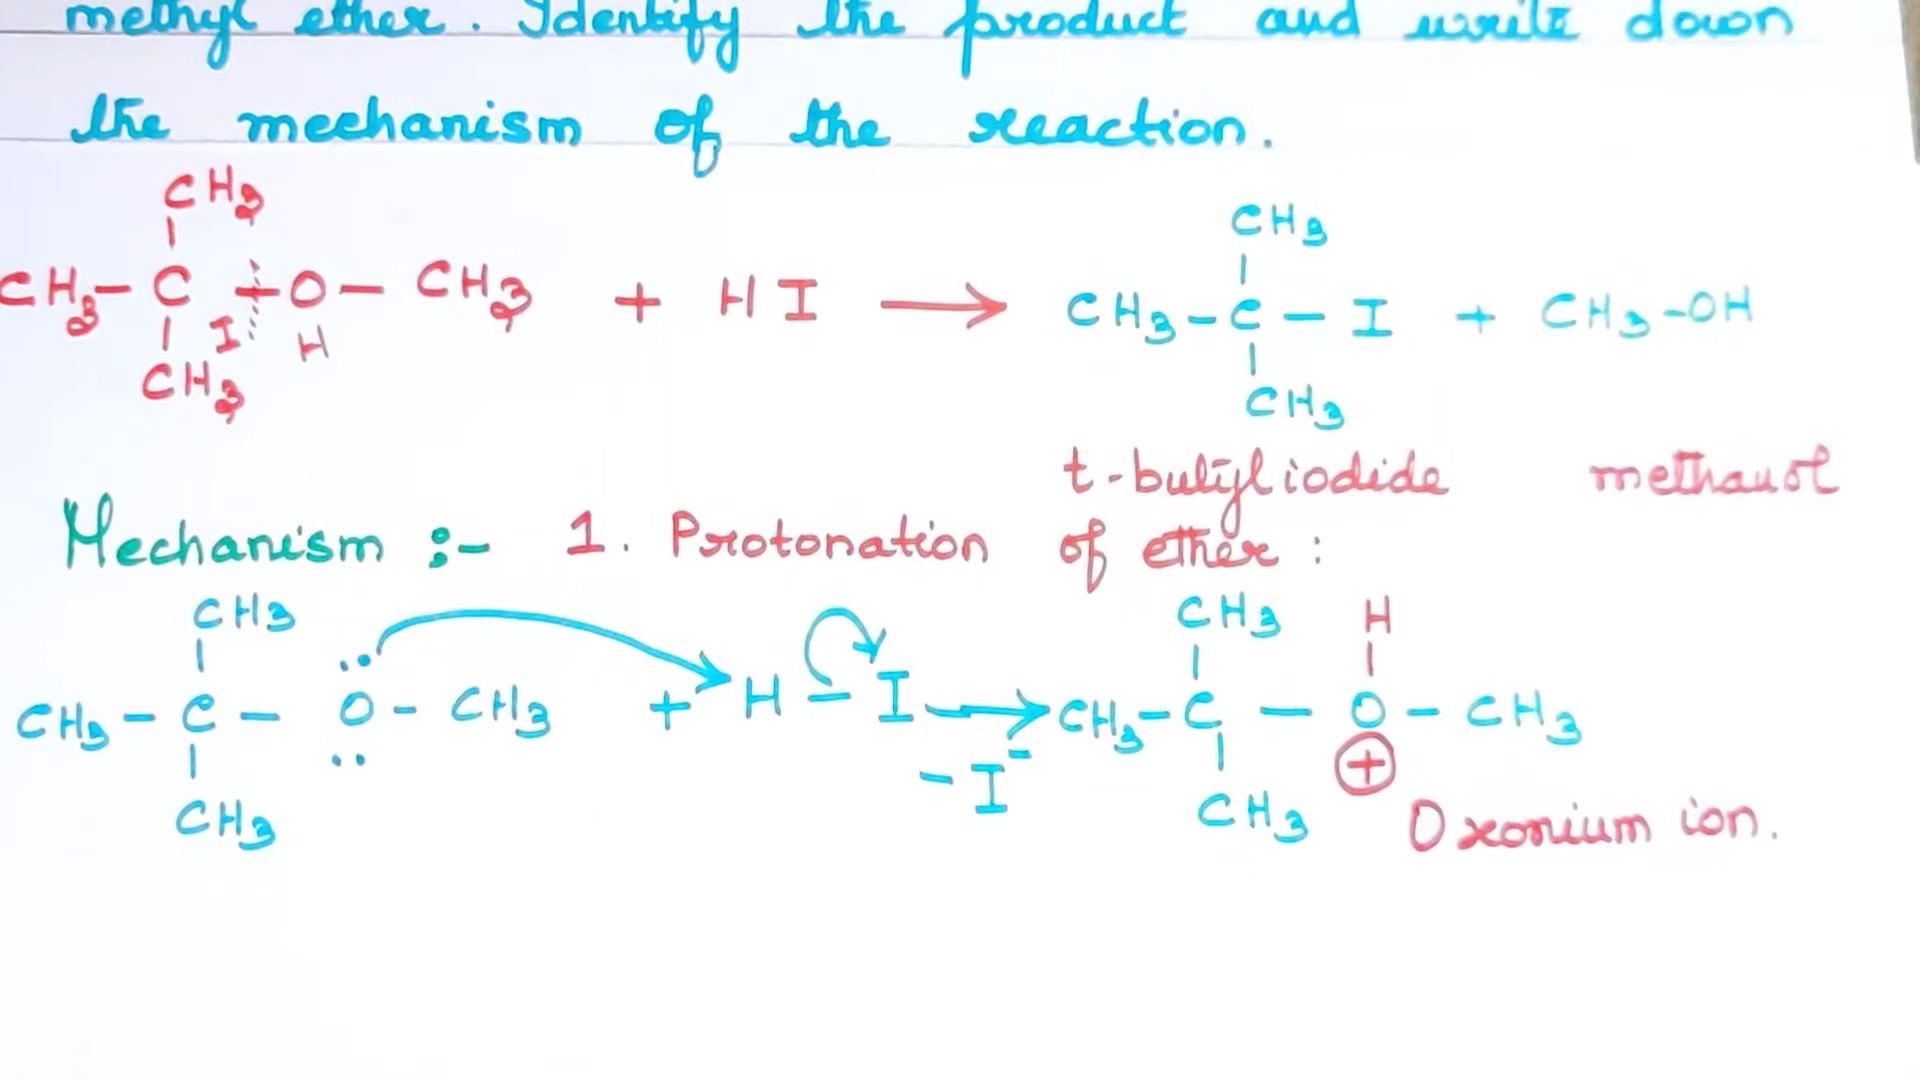 methyl ether. Identify the product and write down
the mechanism of the reaction.
CH3
CH3 - C - O - CH3 + HI → CH3 - C - I + CH3 - OH
I H
CH3
CH3
CH3
t-butyl iodide methanol
Mechanism :- 1. Protonation of ether :
CH3 CH3 H
CH3 - C - O - CH3 + H - I → CH3 - C - O - CH3
- I⁻ ⊕
CH3 CH3 Oxonium ion.